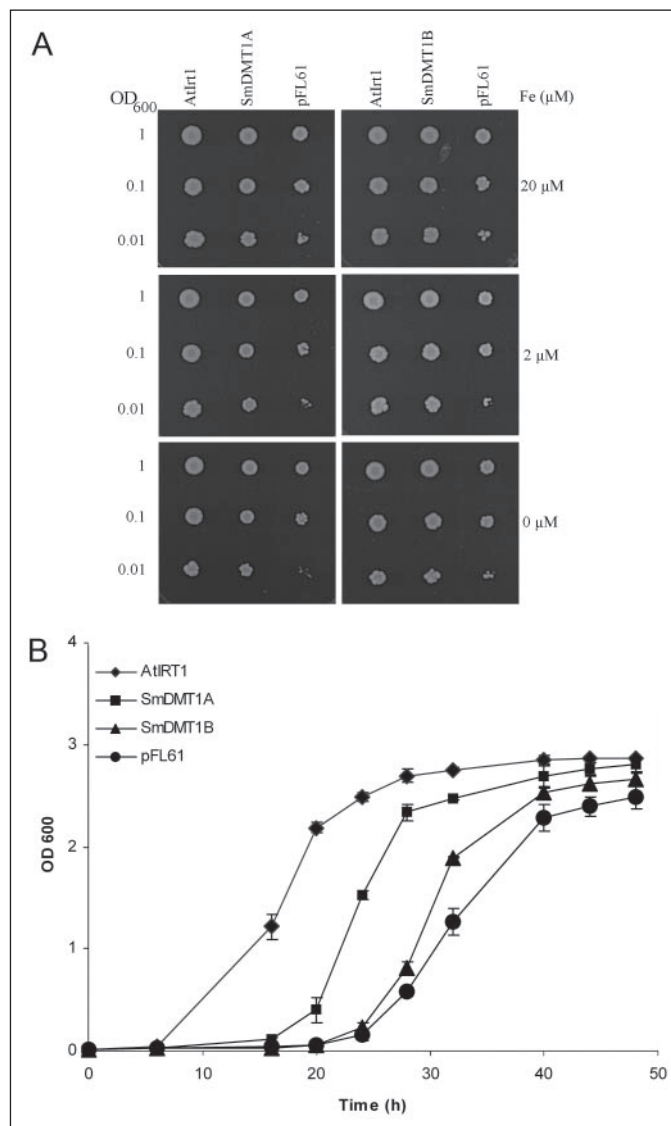 A
AtIrt1
SmDMT1A
pFL61
AtIrt1
SmDMT1B
pFL61
OD600
Fe (µM)
1
0.1
0.01
20 µM
1
0.1
0.01
2 µM
1
0.1
0.01
0 µM
B
AtIRT1
SmDMT1A
SmDMT1B
pFL61
4
3
2
1
0
OD 600
0 10 20 30 40 50
Time (h)